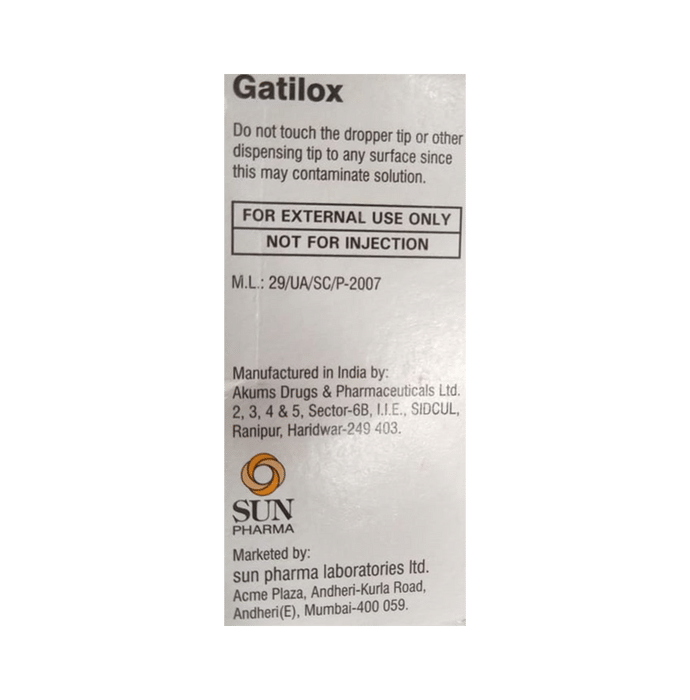 Gatilox
Do not touch the dropper tip or other
dispensing tip to any surface since
this may contaminate solution.
FOR EXTERNAL USE ONLY
NOT FOR INJECTION
M.L.: 29/UA/SC/P-2007
Manufactured in India by:
Akums Drugs & Pharmaceuticals Ltd.
2, 3, 4 & 5, Sector-6B, I.I.E., SIDCUL,
Ranipur, Haridwar-249 403.
SUN
PHARMA
Marketed by:
sun pharma laboratories ltd.
Acme Plaza, Andheri-Kurla Road,
Andheri(E), Mumbai-400 059.